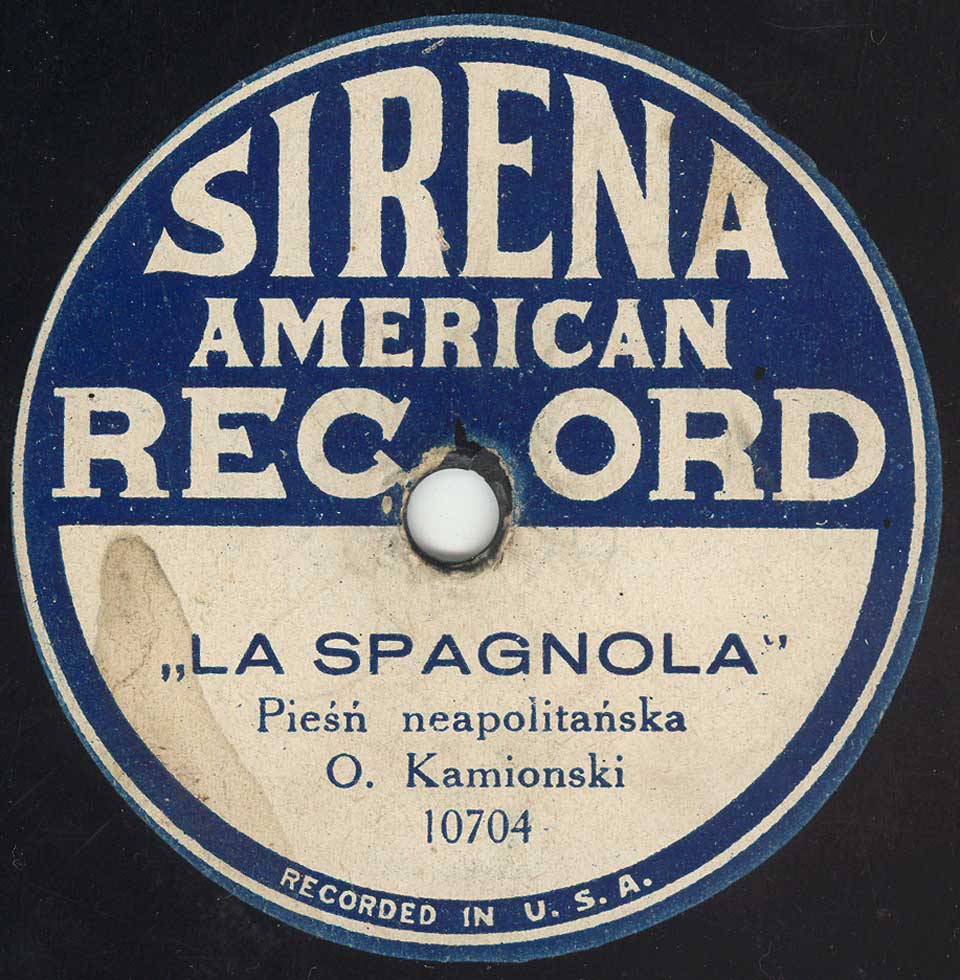 SIRENA
AMERICAN
RECORD
„LA SPAGNOLA”
Pieśń neapolitańska
O. Kamionski
10704
RECORDED IN U. S. A.